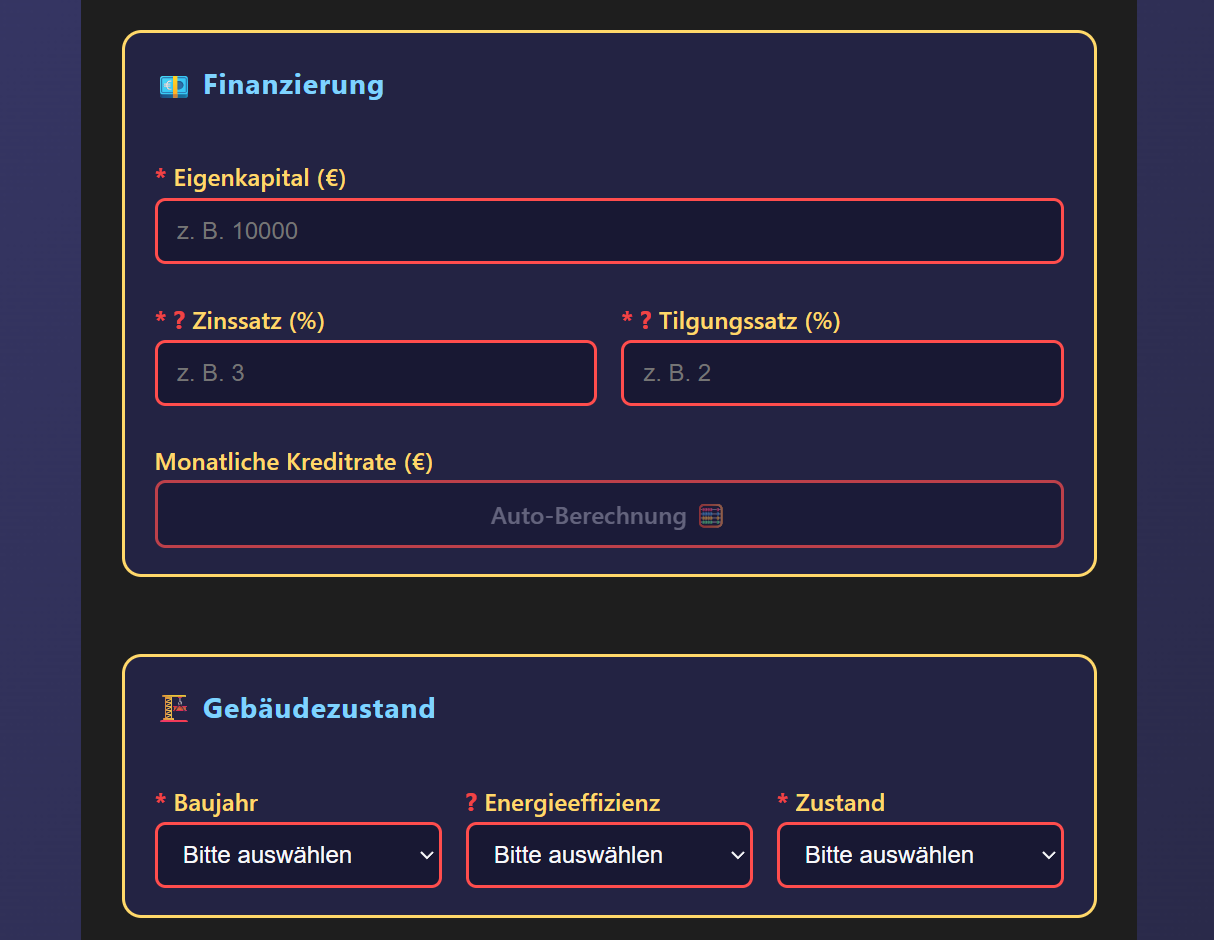 Finanzierung
* Eigenkapital (€)
z. B. 10000
* ? Zinssatz (%) * ? Tilgungssatz (%)
z. B. 3 z. B. 2
Monatliche Kreditrate (€)
Auto-Berechnung
Gebäudezustand
* Baujahr ? Energieeffizienz * Zustand
Bitte auswählen Bitte auswählen Bitte auswählen